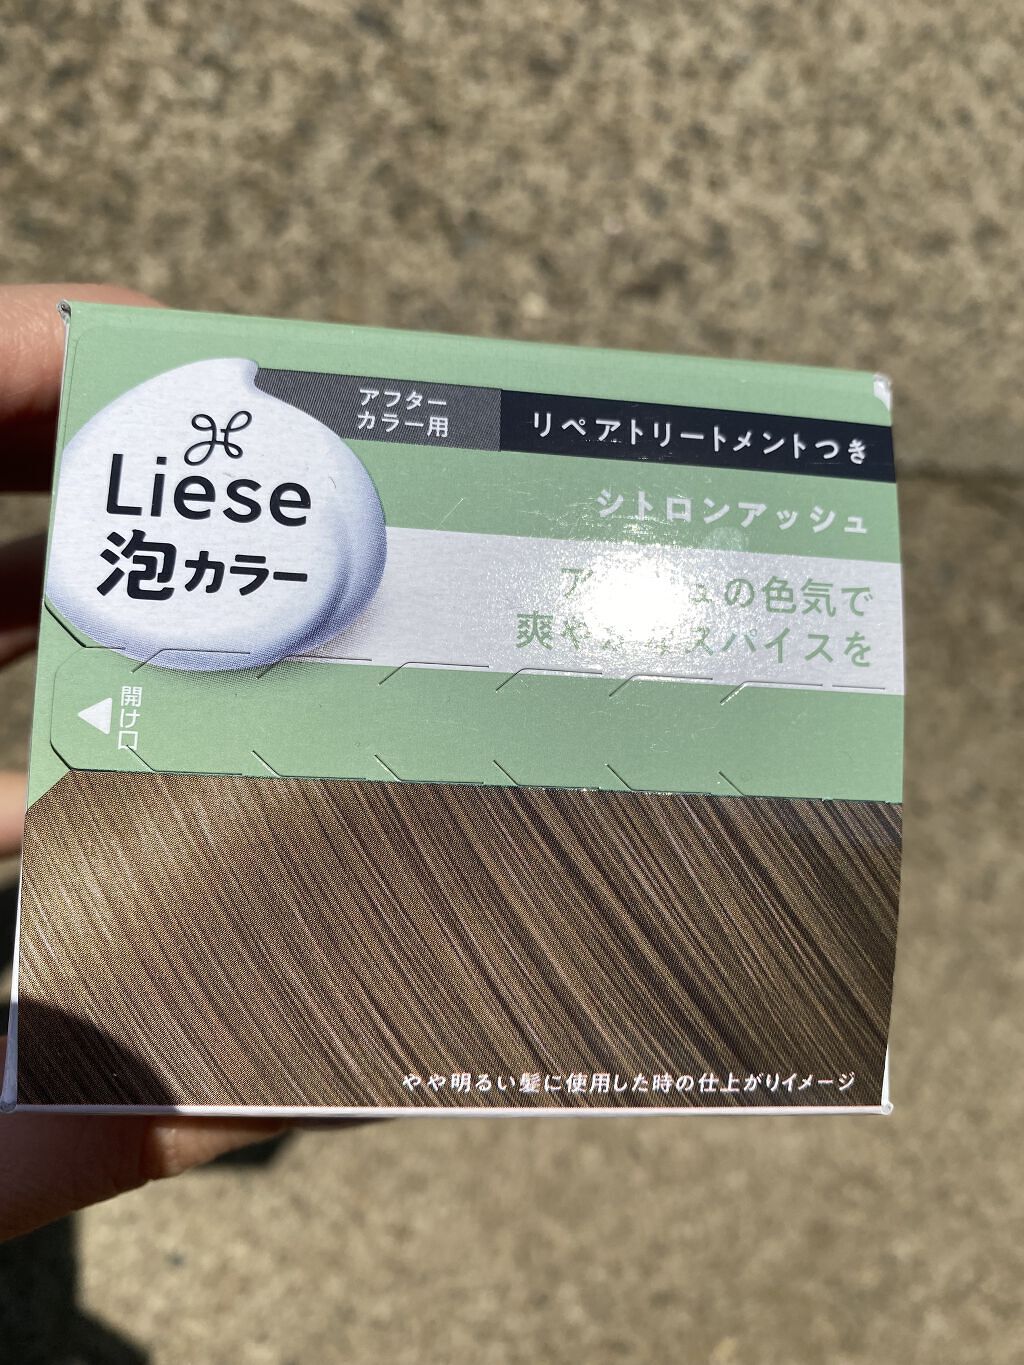 Liese
泡カラー
アフター
カラー用
リペアトリートメントつき
シトロンアッシュ
の色気で
爽や スパイスを
開け口
やや明るい髪に使用した時の仕上がりイメージ